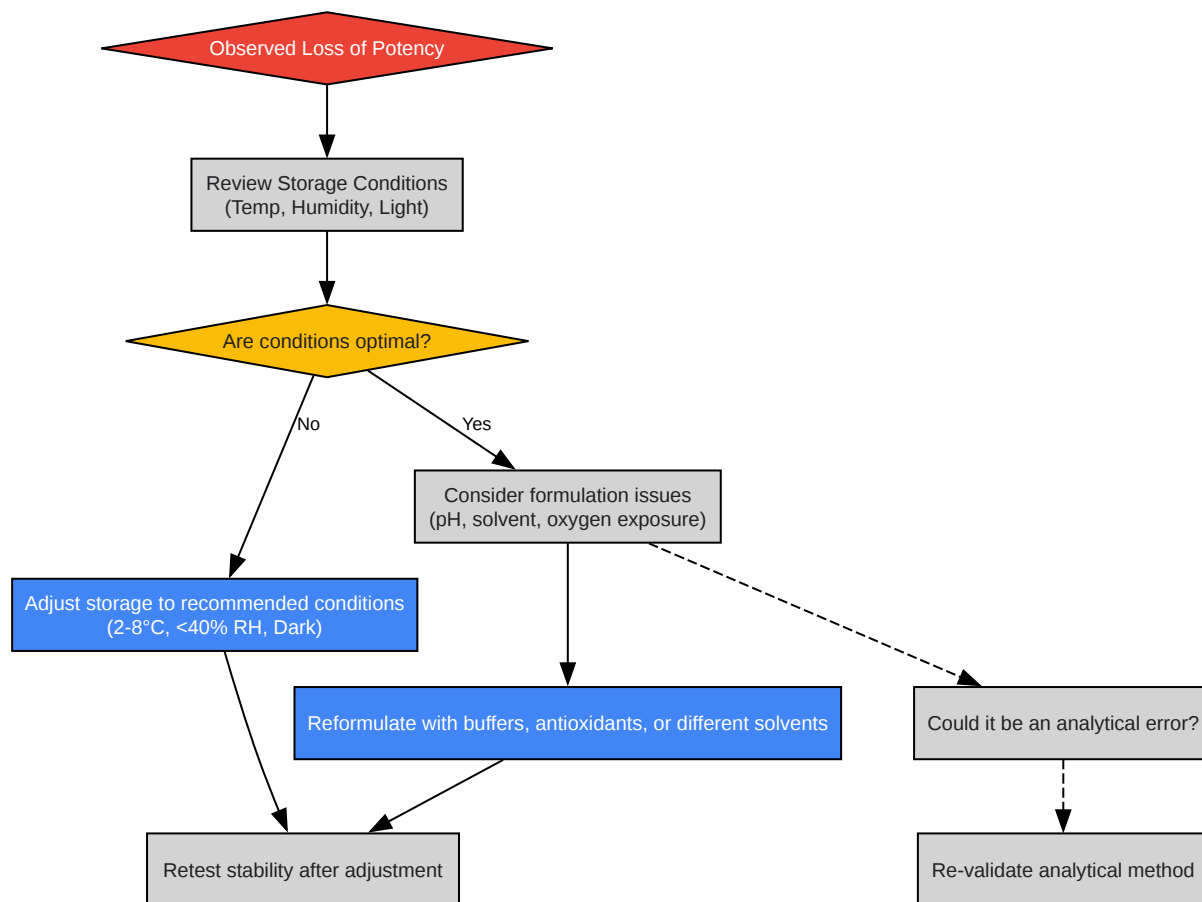 Observed Loss of Potency
Review Storage Conditions
(Temp, Humidity, Light)
Are conditions optimal?
No
Yes
Consider formulation issues
(pH, solvent, oxygen exposure)
Adjust storage to recommended conditions
(2-8°C, <40% RH, Dark)
Reformulate with buffers, antioxidants, or different solvents
Could it be an analytical error?
Retest stability after adjustment
Re-validate analytical method